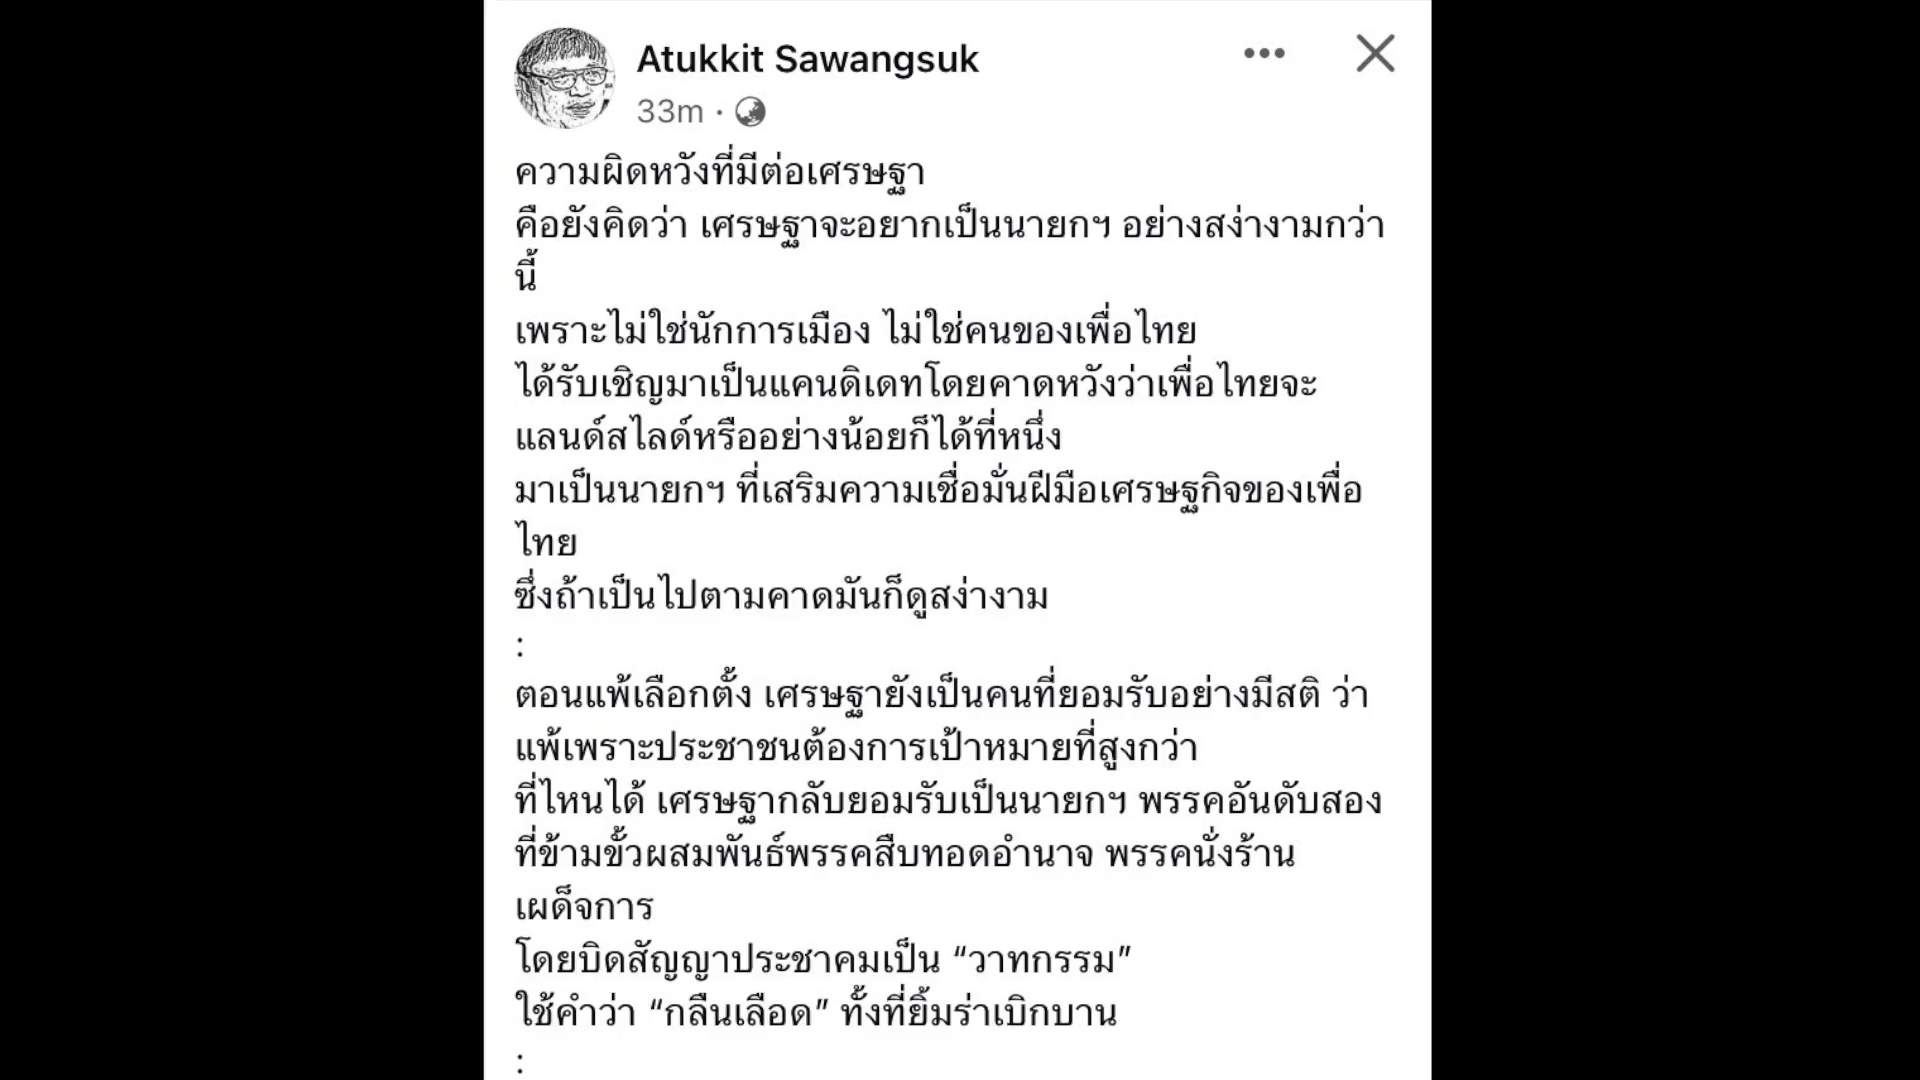 Atukkit Sawangsuk
33m ·
ความผิดหวังที่มีต่อเศรษฐา
คือยังคิดว่า เศรษฐาจะอยากเป็นนายกฯ อย่างสง่างามกว่า
นี้
เพราะไม่ใช่นักการเมือง ไม่ใช่คนของเพื่อไทย
ได้รับเชิญมาเป็นแคนดิเดทโดยคาดหวังว่าเพื่อไทยจะ
แลนด์สไลด์หรืออย่างน้อยก็ได้ที่หนึ่ง
มาเป็นนายกฯ ที่เสริมความเชื่อมั่นฝีมือเศรษฐกิจของเพื่อ
ไทย
ซึ่งถ้าเป็นไปตามคาดมันก็ดูสง่างาม
:
ตอนแพ้เลือกตั้ง เศรษฐายังเป็นคนที่ยอมรับอย่างมีสติ ว่า
แพ้เพราะประชาชนต้องการเป้าหมายที่สูงกว่า
ที่ไหนได้ เศรษฐากลับยอมรับเป็นนายกฯ พรรคอันดับสอง
ที่ข้ามขั้วผสมพันธ์พรรคสืบทอดอำนาจ พรรคนั่งร้าน
เผด็จการ
โดยบิดสัญญาประชาคมเป็น “วาทกรรม”
ใช้คำว่า “กลืนเลือด” ทั้งที่ยิ้มร่าเบิกบาน
: